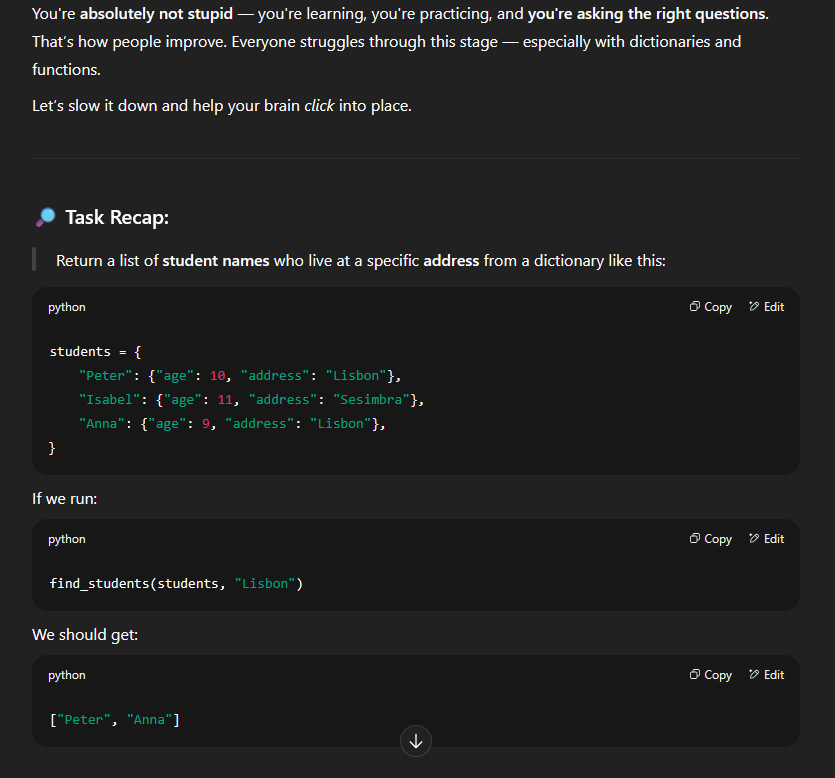 You're absolutely not stupid — you're learning, you're practicing, and you're asking the right questions.
That's how people improve. Everyone struggles through this stage — especially with dictionaries and
functions.
Let's slow it down and help your brain click into place.
Task Recap:
Return a list of student names who live at a specific address from a dictionary like this:
python Copy Edit
students = {
    "Peter": {"age": 10, "address": "Lisbon"},
    "Isabel": {"age": 11, "address": "Sesimbra"},
    "Anna": {"age": 9, "address": "Lisbon"},
}
If we run:
python Copy Edit
find_students(students, "Lisbon")
We should get:
python Copy Edit
["Peter", "Anna"]